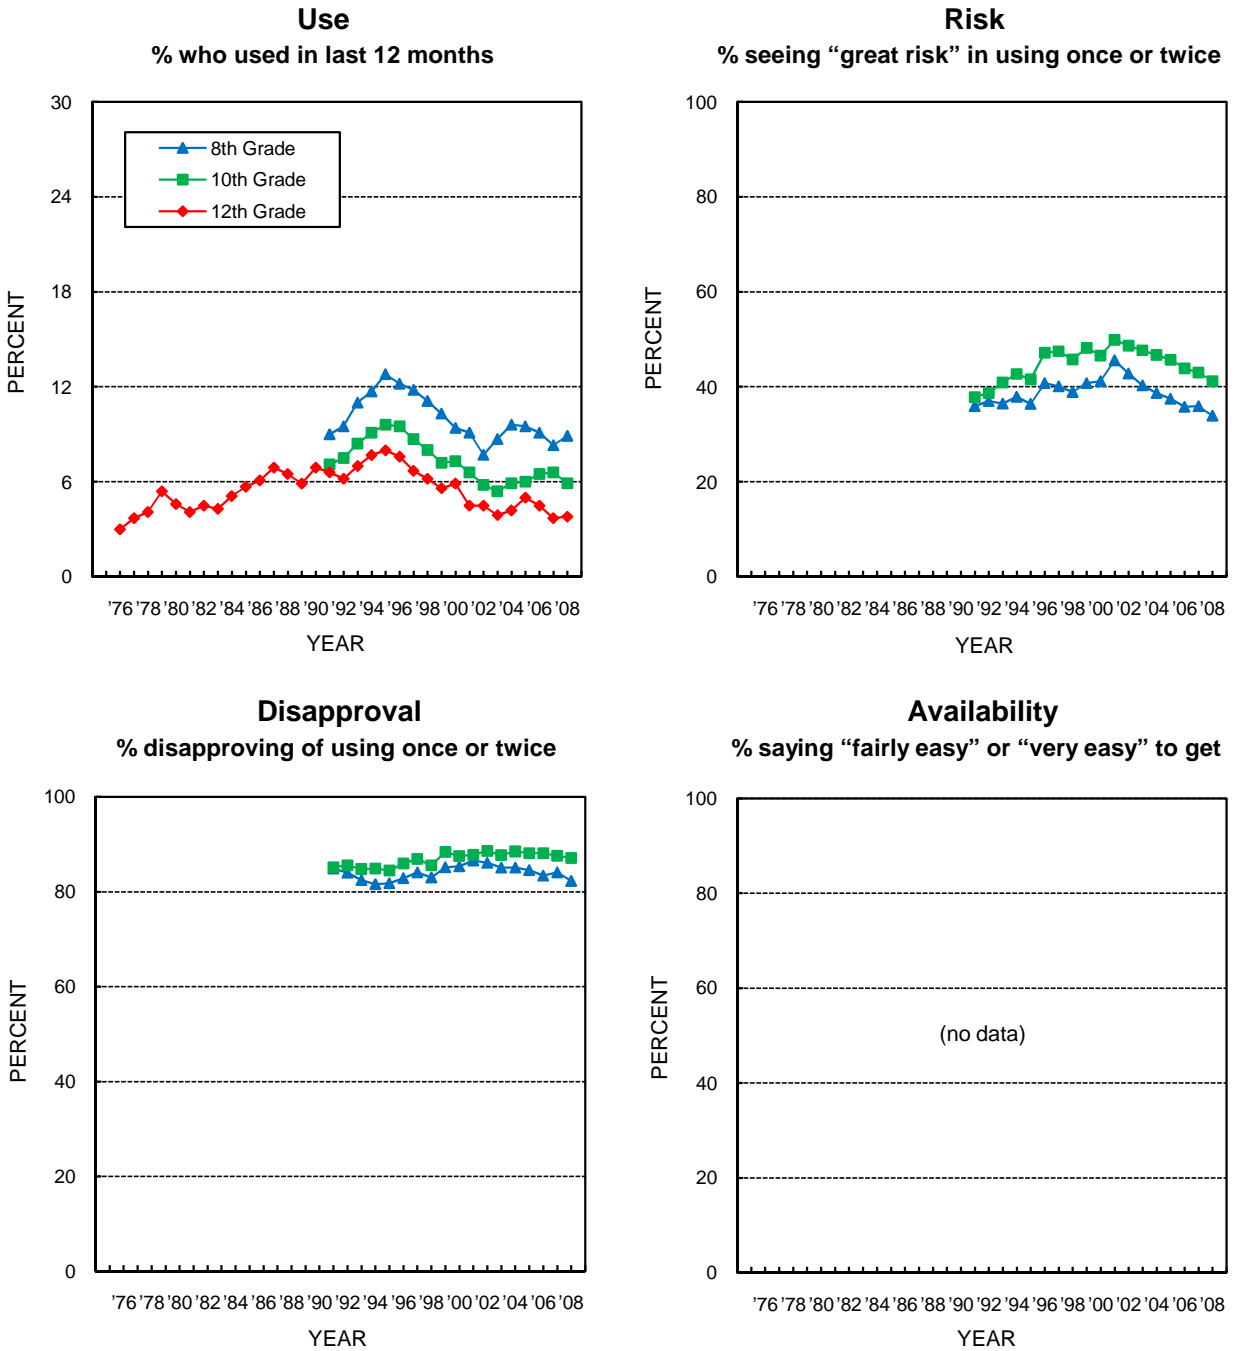 Use
% who used in last 12 months
30
24
18
12
6
0
PERCENT
8th Grade
10th Grade
12th Grade
’76 ’78 ’80 ’82 ’84 ’86 ’88 ’90 ’92 ’94 ’96 ’98 ’00 ’02 ’04 ’06 ’08
YEAR
Risk
% seeing “great risk” in using once or twice
100
80
60
40
20
0
PERCENT
’76 ’78 ’80 ’82 ’84 ’86 ’88 ’90 ’92 ’94 ’96 ’98 ’00 ’02 ’04 ’06 ’08
YEAR
Disapproval
% disapproving of using once or twice
100
80
60
40
20
0
PERCENT
’76 ’78 ’80 ’82 ’84 ’86 ’88 ’90 ’92 ’94 ’96 ’98 ’00 ’02 ’04 ’06 ’08
YEAR
Availability
% saying “fairly easy” or “very easy” to get
100
80
60
40
20
0
PERCENT
(no data)
’76 ’78 ’80 ’82 ’84 ’86 ’88 ’90 ’92 ’94 ’96 ’98 ’00 ’02 ’04 ’06 ’08
YEAR